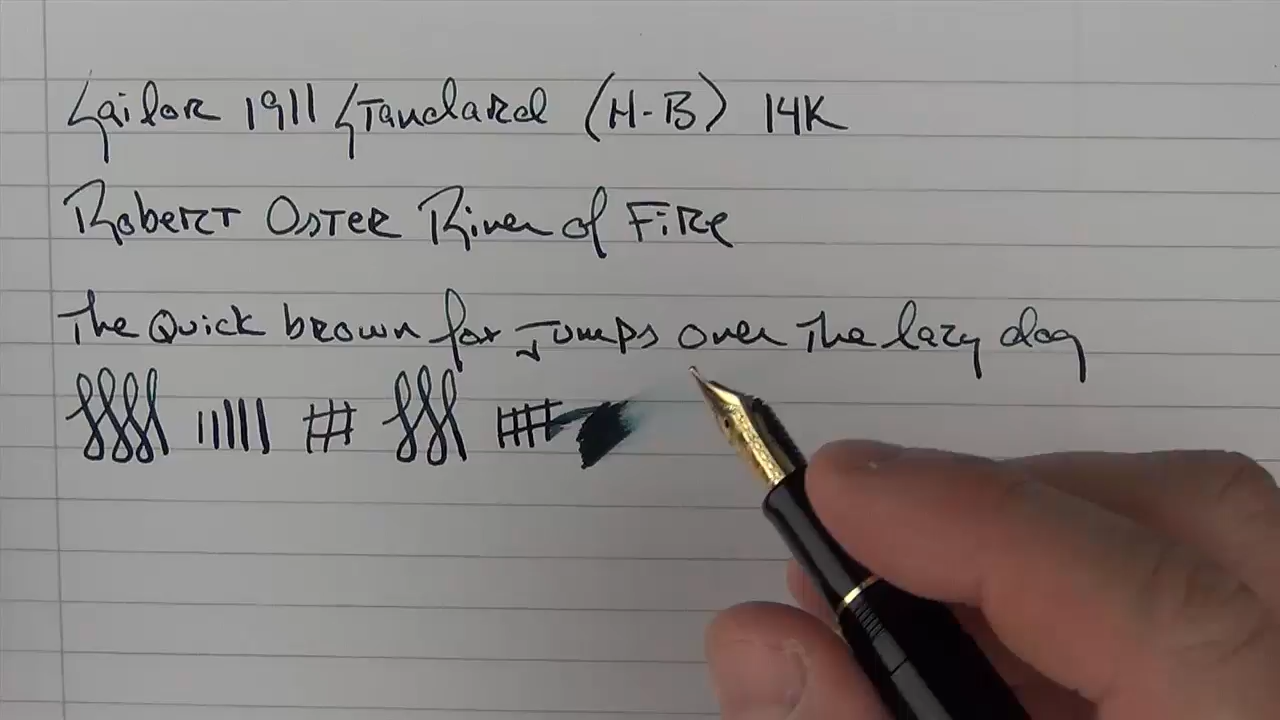 Sailor 1911 Standard (H-B) 14K
Robert Oster River of Fire
The Quick brown fox Jumps over The lazy dog